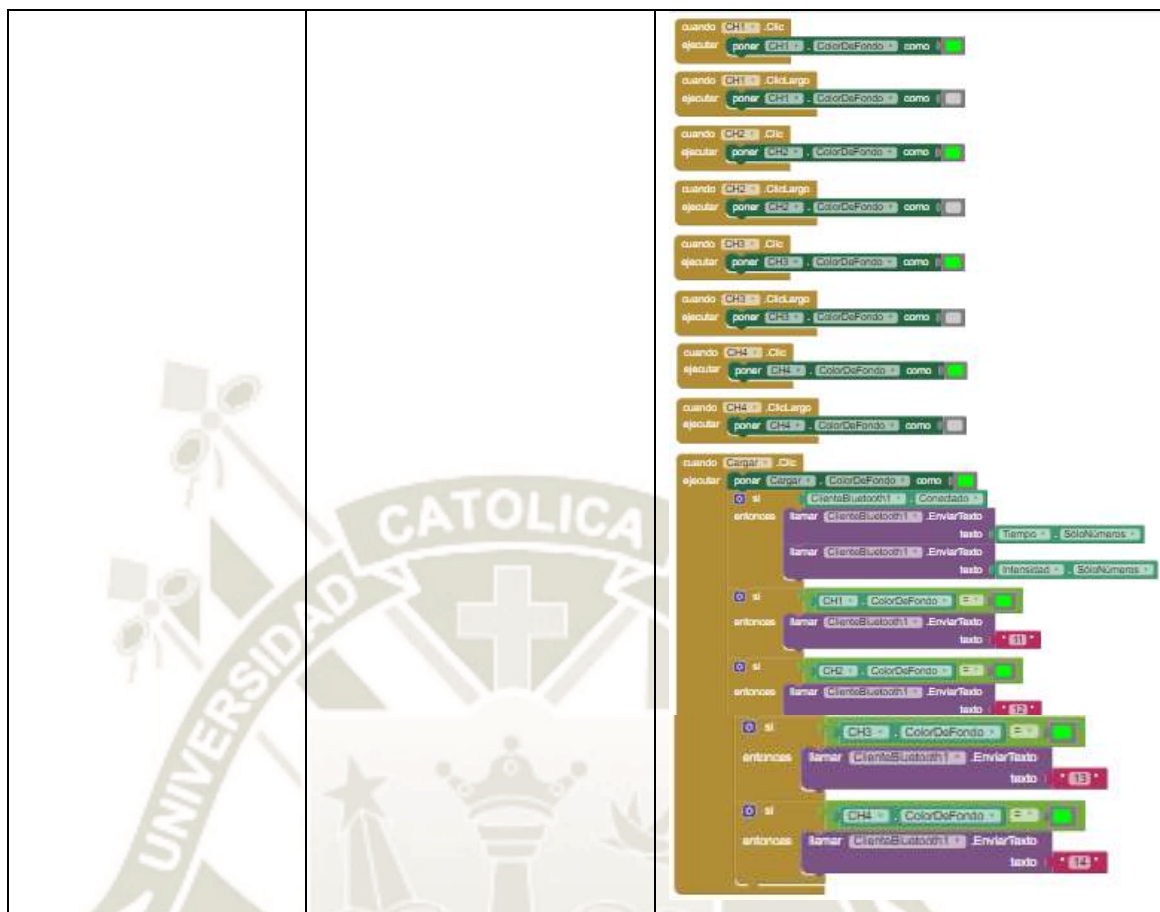 cuando CH1 .Clic
ejecutar poner CH1 . ColorDeFondo como
cuando CH1 .ClicLargo
ejecutar poner CH1 . ColorDeFondo como
cuando CH2 .Clic
ejecutar poner CH2 . ColorDeFondo como
cuando CH2 .ClicLargo
ejecutar poner CH2 . ColorDeFondo como
cuando CH3 .Clic
ejecutar poner CH3 . ColorDeFondo como
cuando CH3 .ClicLargo
ejecutar poner CH3 . ColorDeFondo como
cuando CH4 .Clic
ejecutar poner CH4 . ColorDeFondo como
cuando CH4 .ClicLargo
ejecutar poner CH4 . ColorDeFondo como
cuando Cargar .Clic
ejecutar poner Cargar . ColorDeFondo como
si ClienteBluetooth1 . Conectado
entonces llamar ClienteBluetooth1 .EnviarTexto
texto Tiempo . SóloNúmeros
llamar ClienteBluetooth1 .EnviarTexto
texto Intensidad . SóloNúmeros
si CH1 . ColorDeFondo =
entonces llamar ClienteBluetooth1 .EnviarTexto
texto " 11 "
si CH2 . ColorDeFondo =
entonces llamar ClienteBluetooth1 .EnviarTexto
texto " 12 "
si CH3 . ColorDeFondo =
entonces llamar ClienteBluetooth1 .EnviarTexto
texto " 13 "
si CH4 . ColorDeFondo =
entonces llamar ClienteBluetooth1 .EnviarTexto
texto " 14 "
UNIVERSIDAD CATOLICA